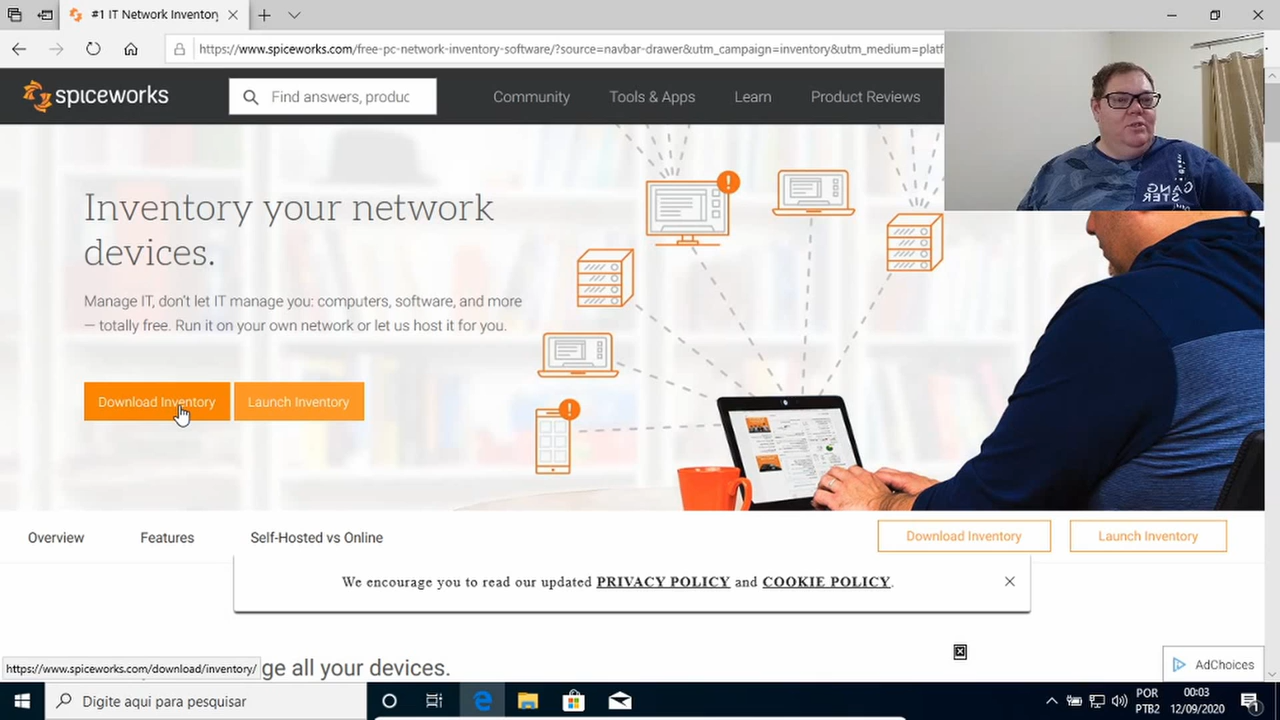 #1 IT Network Inventory
https://www.spiceworks.com/free-pc-network-inventory-software/?source=navbar-drawer&utm_campaign=inventory&utm_medium=platf
spiceworks
Find answers, produc
Community
Tools & Apps
Learn
Product Reviews
GANG
STER
Inventory your network
devices.
Manage IT, don't let IT manage you: computers, software, and more
— totally free. Run it on your own network or let us host it for you.
Download Inventory
Launch Inventory
Overview
Features
Self-Hosted vs Online
Download Inventory
Launch Inventory
We encourage you to read our updated PRIVACY POLICY and COOKIE POLICY.
ge all your devices.
https://www.spiceworks.com/download/inventory/
AdChoices
Digite aqui para pesquisar
POR
PTB2
00:03
12/09/2020
1